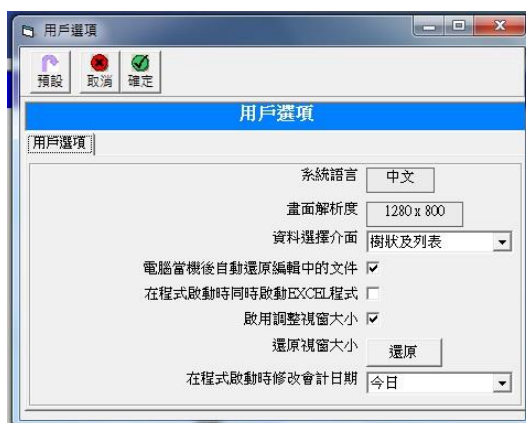 用戶選項
預設 取消 確定
用戶選項
用戶選項
系統語言 中文
畫面解析度 1280 x 800
資料選擇介面 樹狀及列表
電腦當機後自動還原編輯中的文件
在程式啟動時同時啟動EXCEL程式
啟用調整視窗大小
還原視窗大小 還原
在程式啟動時修改會計日期 今日